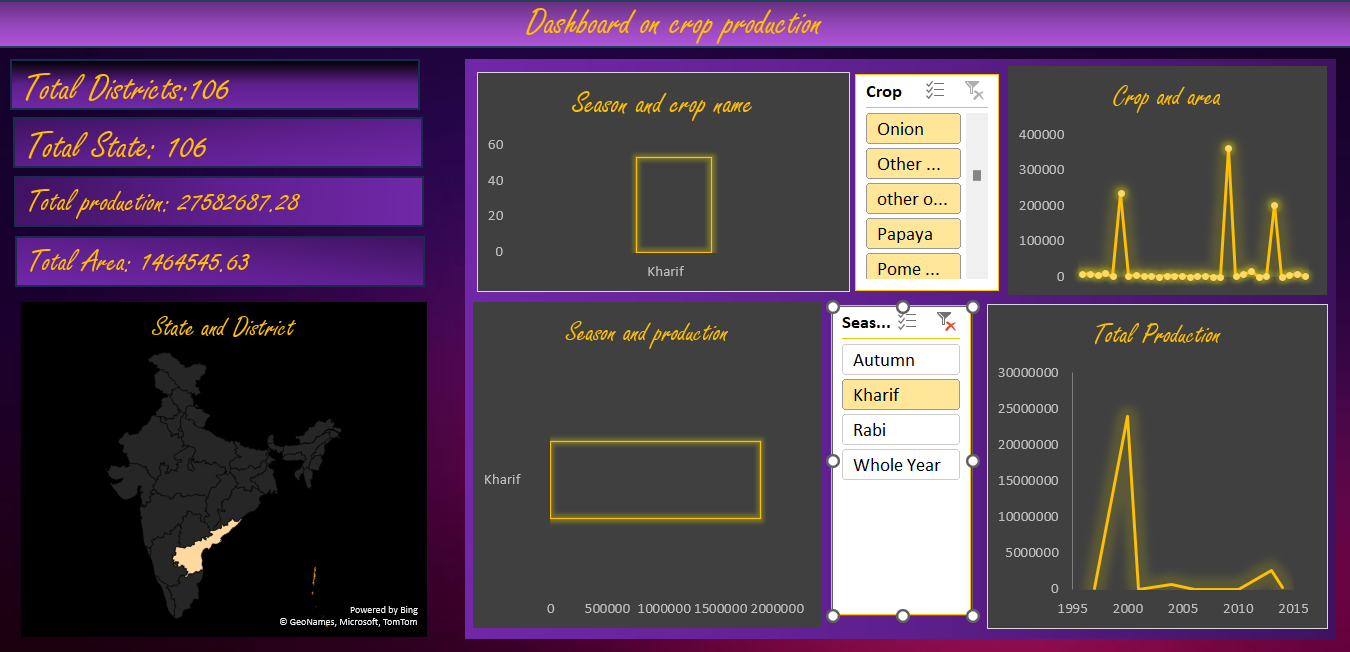 Dashboard on crop production
Total Districts:106
Total State: 106
Total production: 27582687.28
Total Area: 1464545.63
State and District
Powered by Bing
© GeoNames, Microsoft, TomTom
Season and crop name
60
40
20
0
Kharif
Crop
Onion
Other ...
other o...
Papaya
Pome ...
Crop and area
400000
300000
200000
100000
0
Season and production
Kharif
0 500000 1000000 1500000 2000000
Seas...
Autumn
Kharif
Rabi
Whole Year
Total Production
30000000
25000000
20000000
15000000
10000000
5000000
0
1995 2000 2005 2010 2015